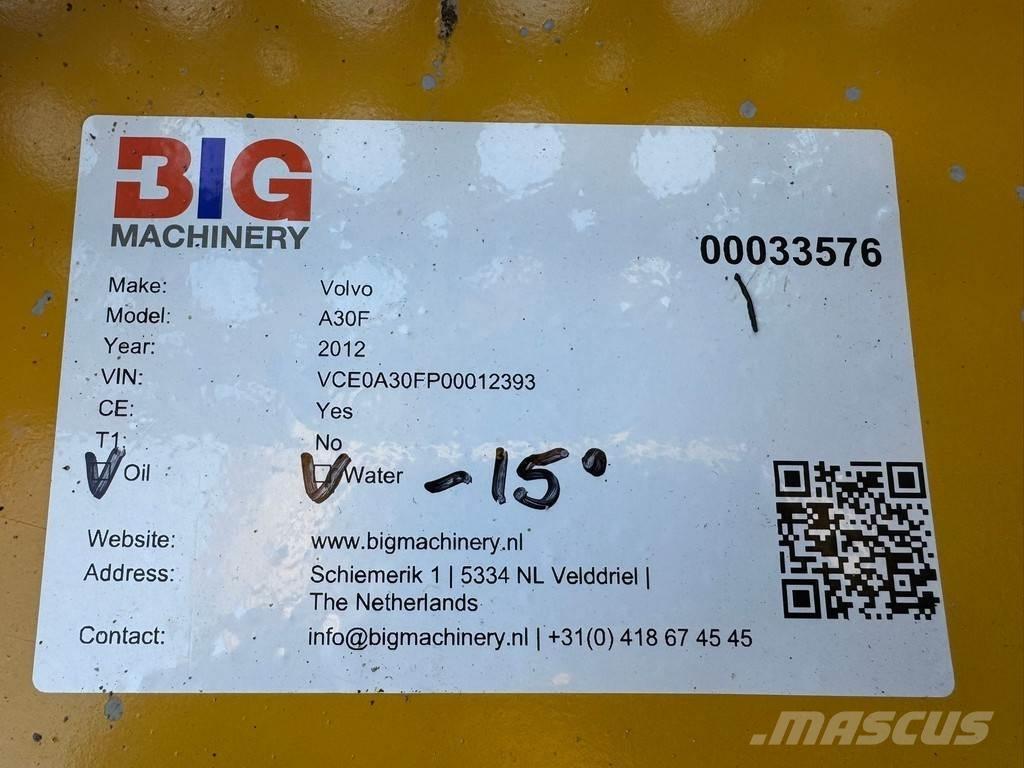 BIG
MACHINERY
00033576
Make: Volvo
Model: A30F
Year: 2012
VIN: VCE0A30FP00012393
CE: Yes
T1: No
Oil Water -15°
Website: www.bigmachinery.nl
Address: Schiemerik 1 | 5334 NL Velddriel |
The Netherlands
Contact: info@bigmachinery.nl | +31(0) 418 67 45 45
MASCUS